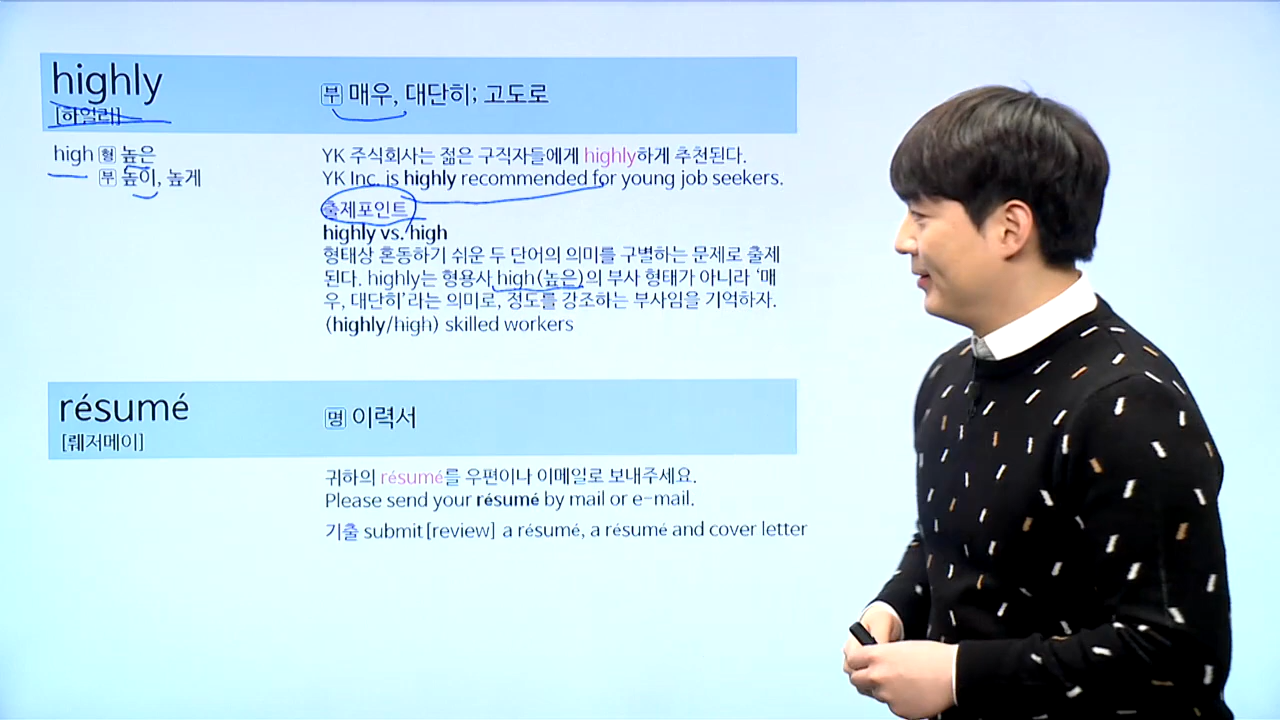 highly
[하일리]
부 매우, 대단히; 고도로
high 형 높은
부 높이, 높게
YK 주식회사는 젊은 구직자들에게 highly하게 추천된다.
YK Inc. is highly recommended for young job seekers.
출제포인트
highly vs. high
형태상 혼동하기 쉬운 두 단어의 의미를 구별하는 문제로 출제
된다. highly는 형용사 high(높은)의 부사 형태가 아니라 ‘매
우, 대단히’라는 의미로, 정도를 강조하는 부사임을 기억하자.
(highly/high) skilled workers
résumé
[뤠저메이]
명 이력서
귀하의 résumé를 우편이나 이메일로 보내주세요.
Please send your résumé by mail or e-mail.
기출 submit[review] a résumé, a résumé and cover letter